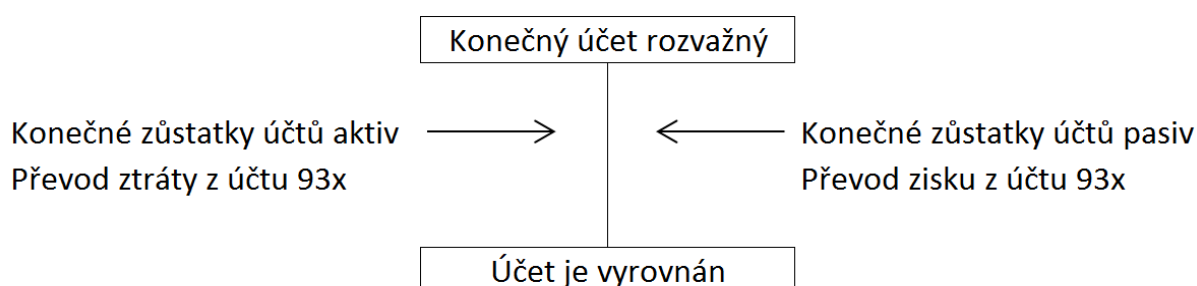 Konečný účet rozvažný
Konečné zůstatky účtů aktiv
Převod ztráty z účtu 93x
Konečné zůstatky účtů pasiv
Převod zisku z účtu 93x
Účet je vyrovnán